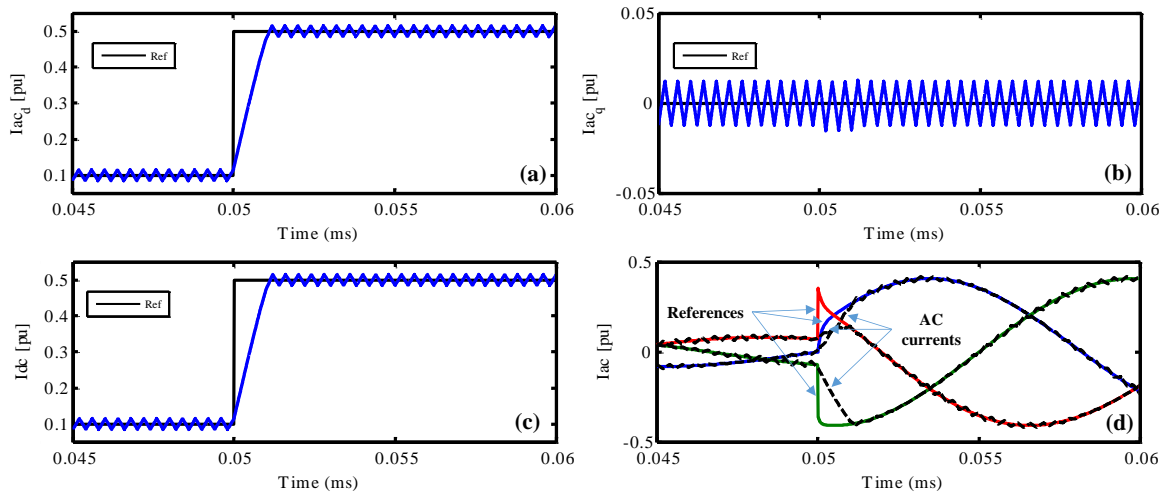 0.5
0.4
0.3
0.2
0.1
Iac_d [pu]
Ref
(a)
0.045
0.05
0.055
0.06
Time (ms)
0.05
0
-0.05
Iac_q [pu]
Ref
(b)
0.045
0.05
0.055
0.06
Time (ms)
0.5
0.4
0.3
0.2
0.1
Idc [pu]
Ref
(c)
0.045
0.05
0.055
0.06
Time (ms)
0.5
0
-0.5
Iac [pu]
References
AC
currents
(d)
0.045
0.05
0.055
0.06
Time (ms)